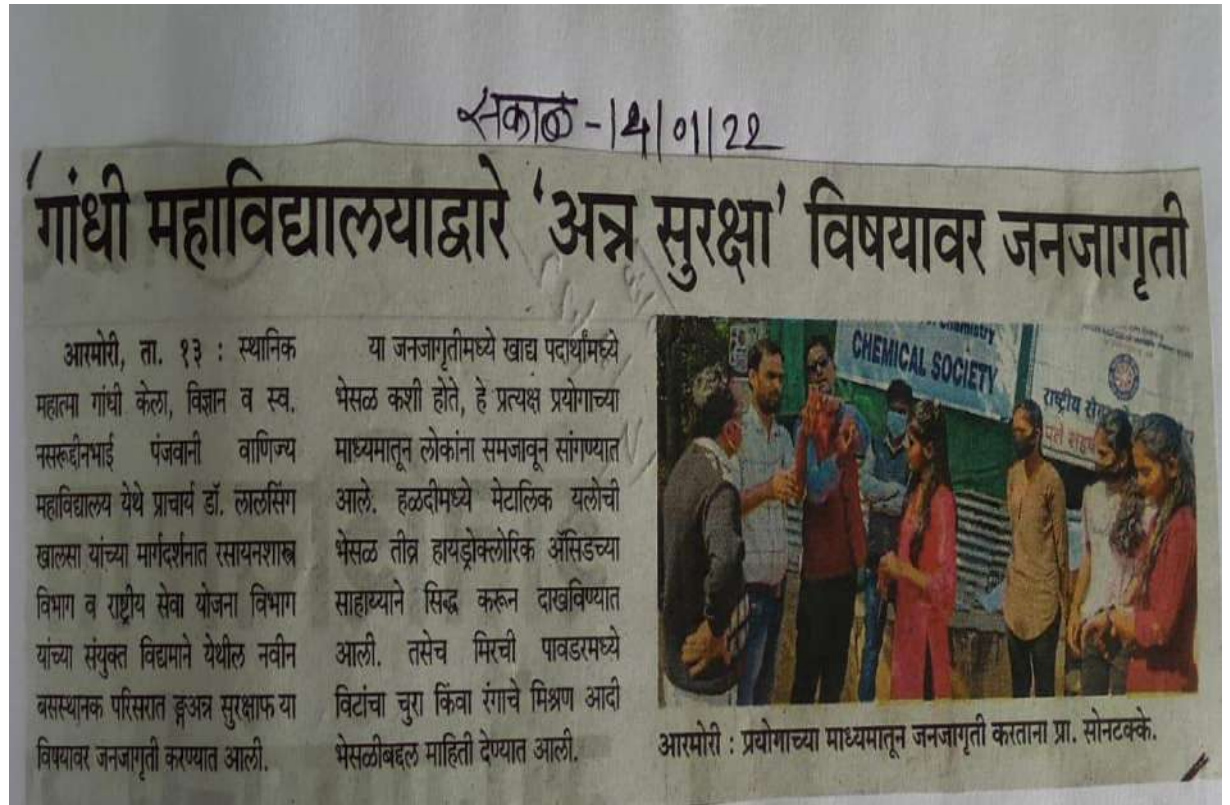 सकाळ - 14/01/22
गांधी महाविद्यालयाद्वारे ‘अन्न सुरक्षा’ विषयावर जनजागृती
आरमोरी, ता. १३ : स्थानिक
महात्मा गांधी केला, विज्ञान व स्व.
नसरूद्दीनभाई पंजवानी वाणिज्य
महाविद्यालय येथे प्राचार्य डॉ. लालसिंग
खालसा यांच्या मार्गदर्शनात रसायनशास्त्र
विभाग व राष्ट्रीय सेवा योजना विभाग
यांच्या संयुक्त विद्यमाने येथील नवीन
बसस्थानक परिसरात ङ्गअन्न सुरक्षाफ या
विषयावर जनजागृती करण्यात आली.
या जनजागृतीमध्ये खाद्य पदार्थांमध्ये
भेसळ कशी होते, हे प्रत्यक्ष प्रयोगाच्या
माध्यमातून लोकांना समजावून सांगण्यात
आले. हळदीमध्ये मेटालिक यलोची
भेसळ तीव्र हायड्रोक्लोरिक ॲसिडच्या
साहाय्याने सिद्ध करून दाखविण्यात
आली. तसेच मिरची पावडरमध्ये
विटांचा चुरा किंवा रंगाचे मिश्रण आदी
भेसळीबद्दल माहिती देण्यात आली.
Chemistry
CHEMICAL SOCIETY
राष्ट्रीय
आरमोरी : प्रयोगाच्या माध्यमातून जनजागृती करताना प्रा. सोनटक्के.